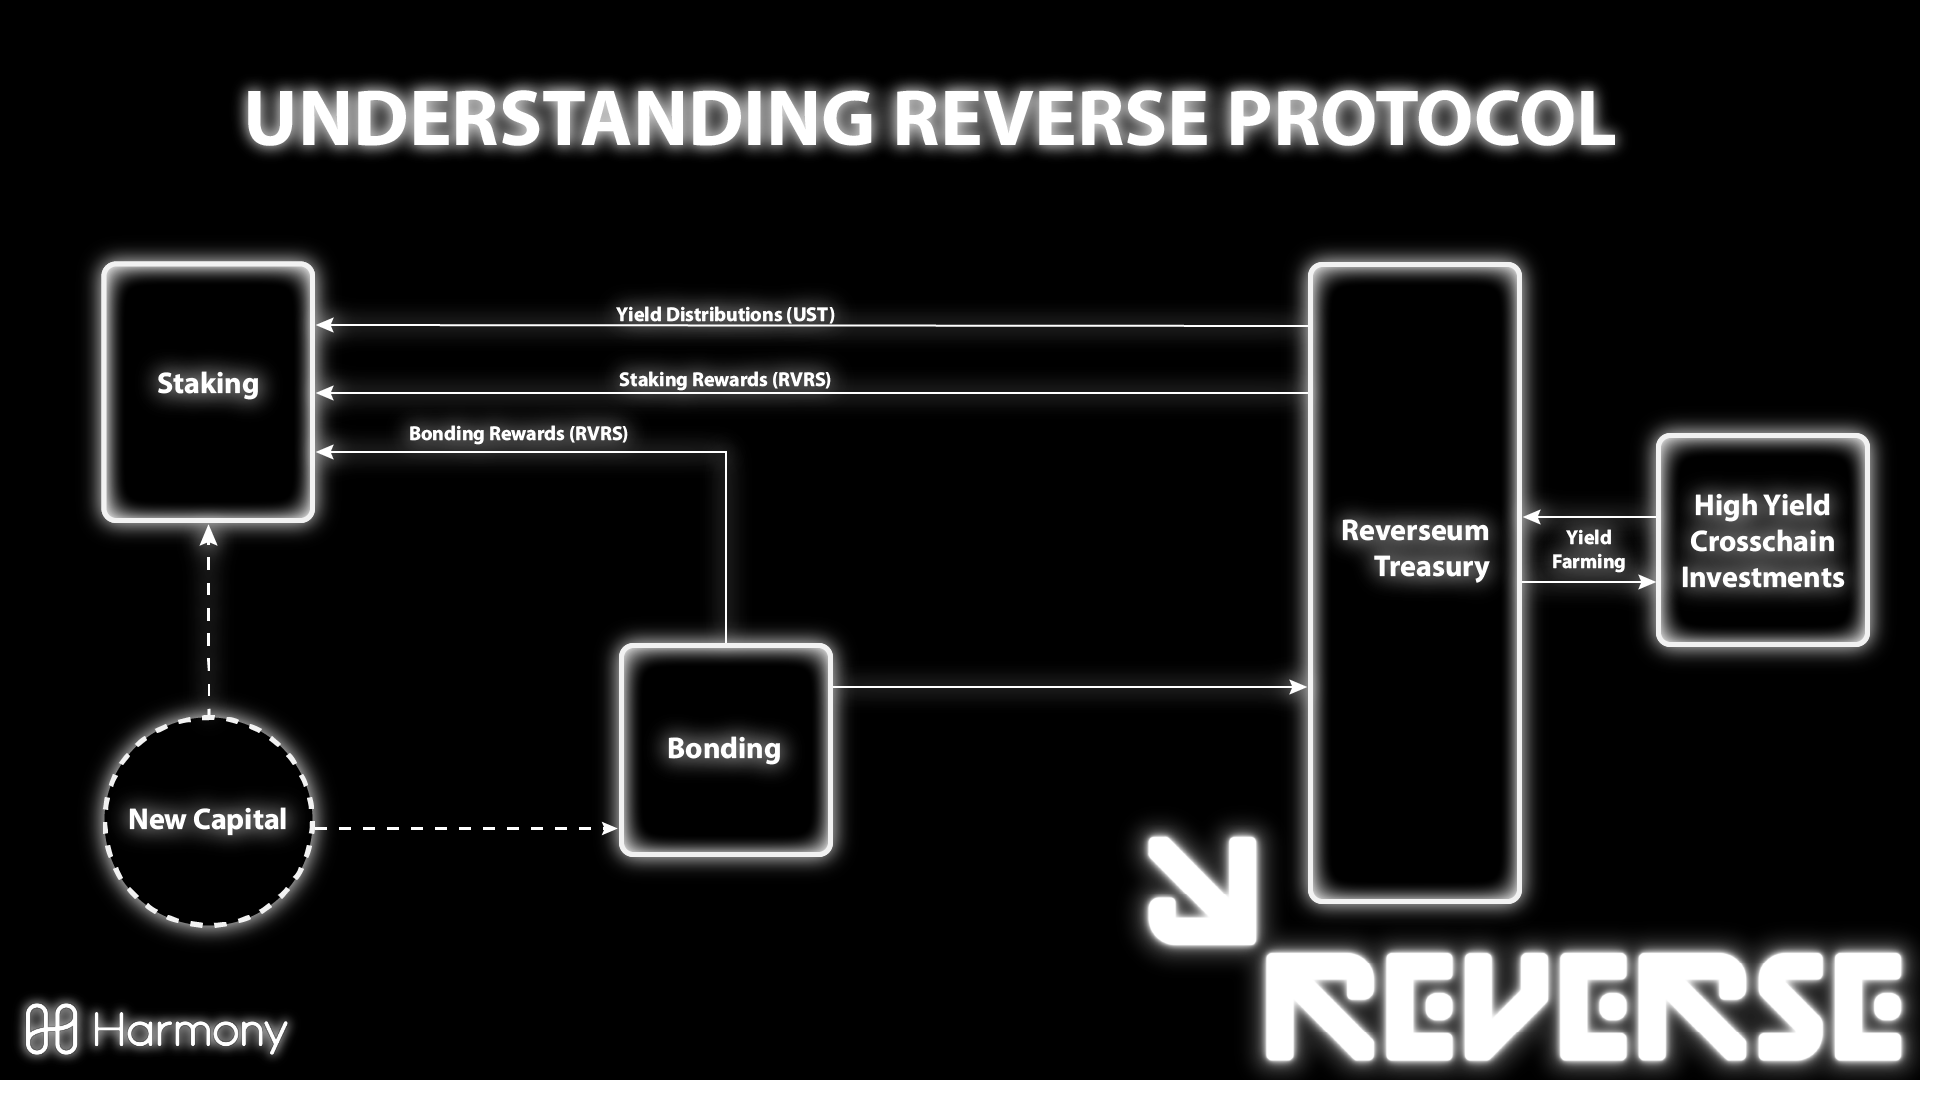 UNDERSTANDING REVERSE PROTOCOL
Yield Distributions (UST)
Staking
Staking Rewards (RVRS)
Bonding Rewards (RVRS)
Reverseum
Treasury
Yield
Farming
High Yield
Crosschain
Investments
Bonding
New Capital
Harmony
REVERSE